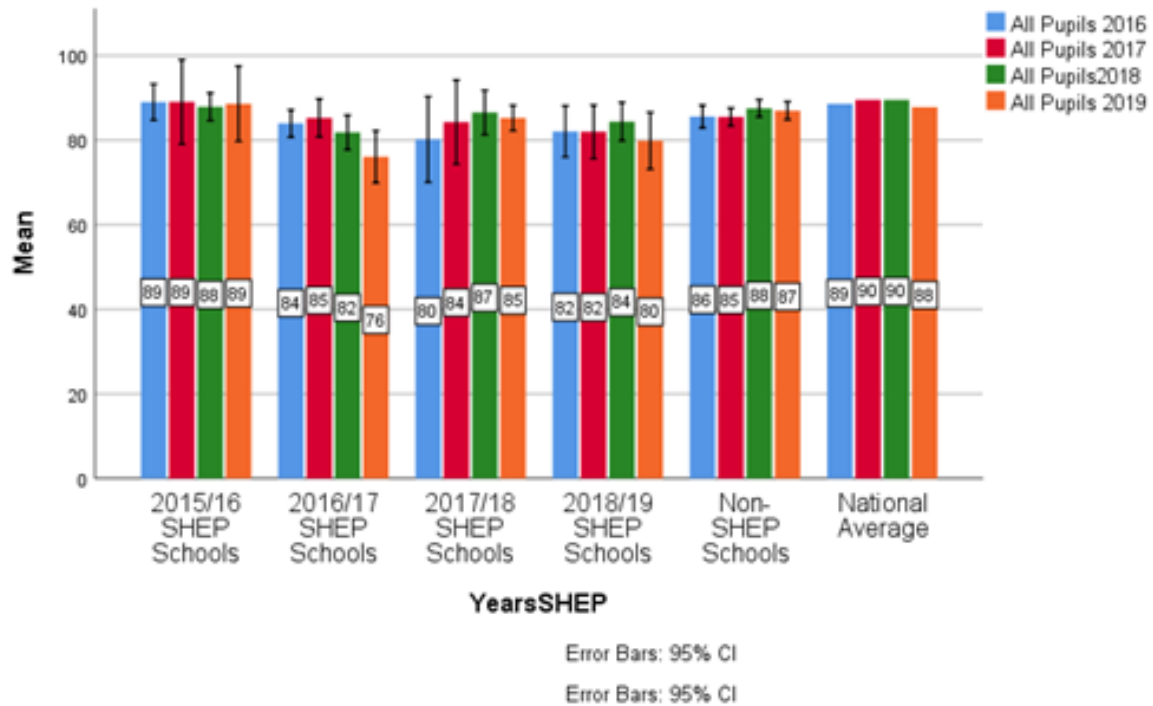 All Pupils 2016
All Pupils 2017
All Pupils2018
All Pupils 2019
100
80
60
40
20
0
Mean
89 89 88 89
84 85 82 76
80 84 87 85
82 82 84 80
86 85 88 87
89 90 90 88
2015/16
SHEP
Schools
2016/17
SHEP
Schools
2017/18
SHEP
Schools
2018/19
SHEP
Schools
Non-
SHEP
Schools
National
Average
YearsSHEP
Error Bars: 95% CI
Error Bars: 95% CI